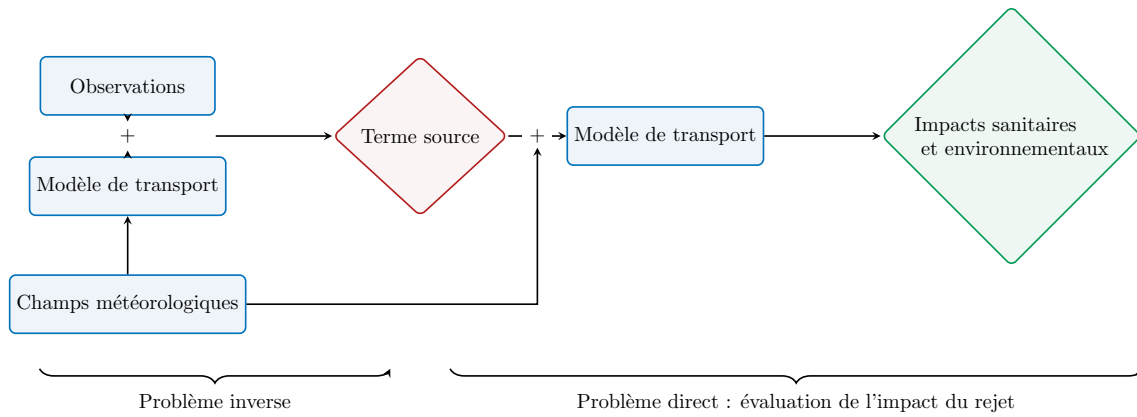 Observations
+
Modèle de transport
Champs météorologiques
Terme source
+
Modèle de transport
Impacts sanitaires
et environnementaux
Problème inverse
Problème direct : évaluation de l'impact du rejet